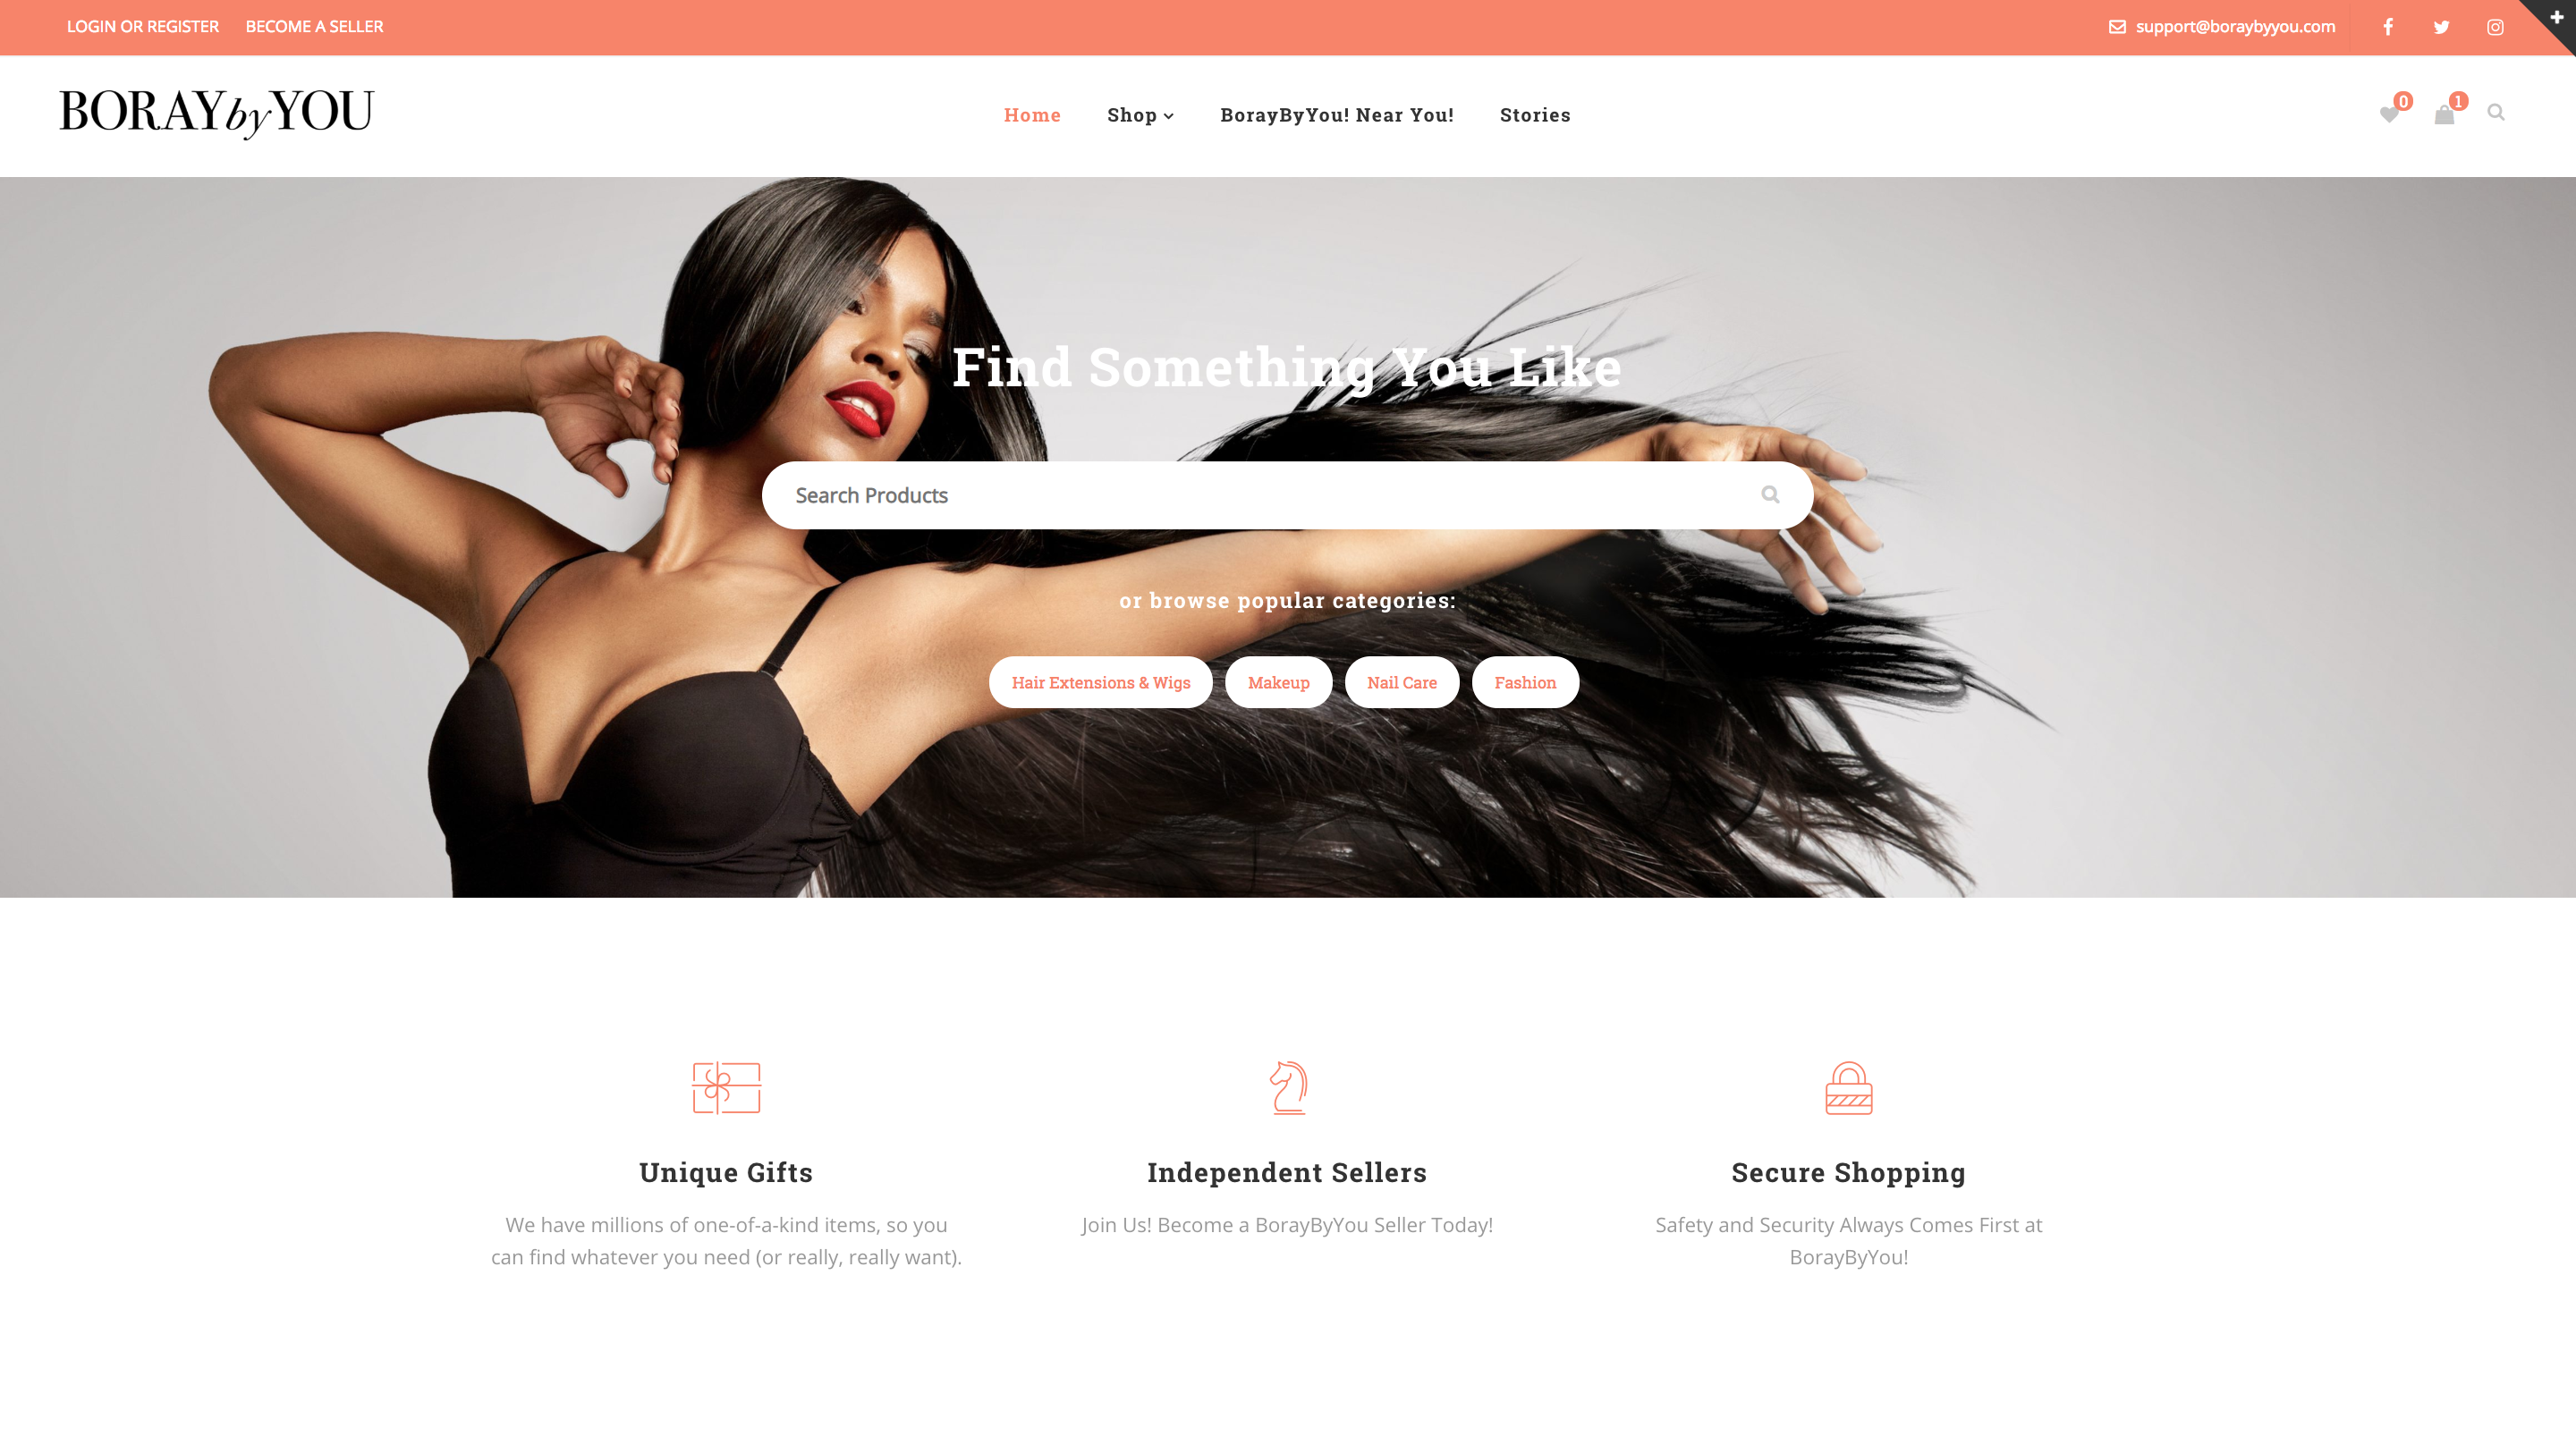 LOGIN OR REGISTER BECOME A SELLER support@boraybyyou.com
BORAYbyYOU Home Shop BorayByYou! Near You! Stories 0 1
Find Something You Like
Search Products
or browse popular categories:
Hair Extensions & Wigs Makeup Nail Care Fashion
Unique Gifts
We have millions of one-of-a-kind items, so you
can find whatever you need (or really, really want).
Independent Sellers
Join Us! Become a BorayByYou Seller Today!
Secure Shopping
Safety and Security Always Comes First at
BorayByYou!